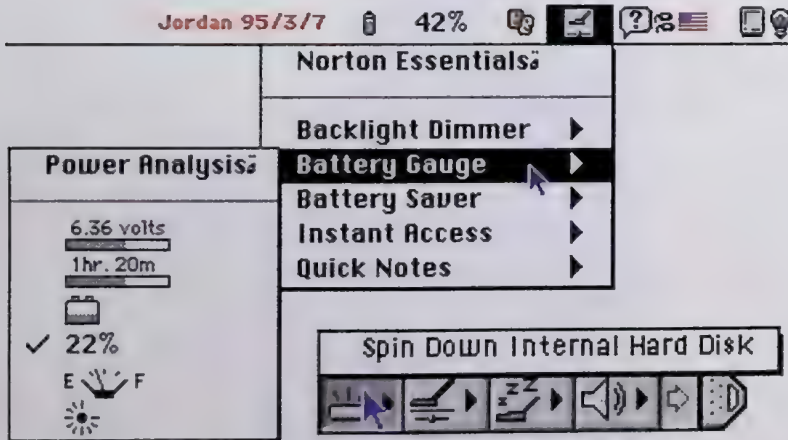 Jordan 95/3/7 42%
Norton Essentials…
Backlight Dimmer
Battery Gauge
Battery Saver
Instant Access
Quick Notes
Power Analysis…
6.36 volts
1hr. 20m
22%
E F
Spin Down Internal Hard Disk
zzZ